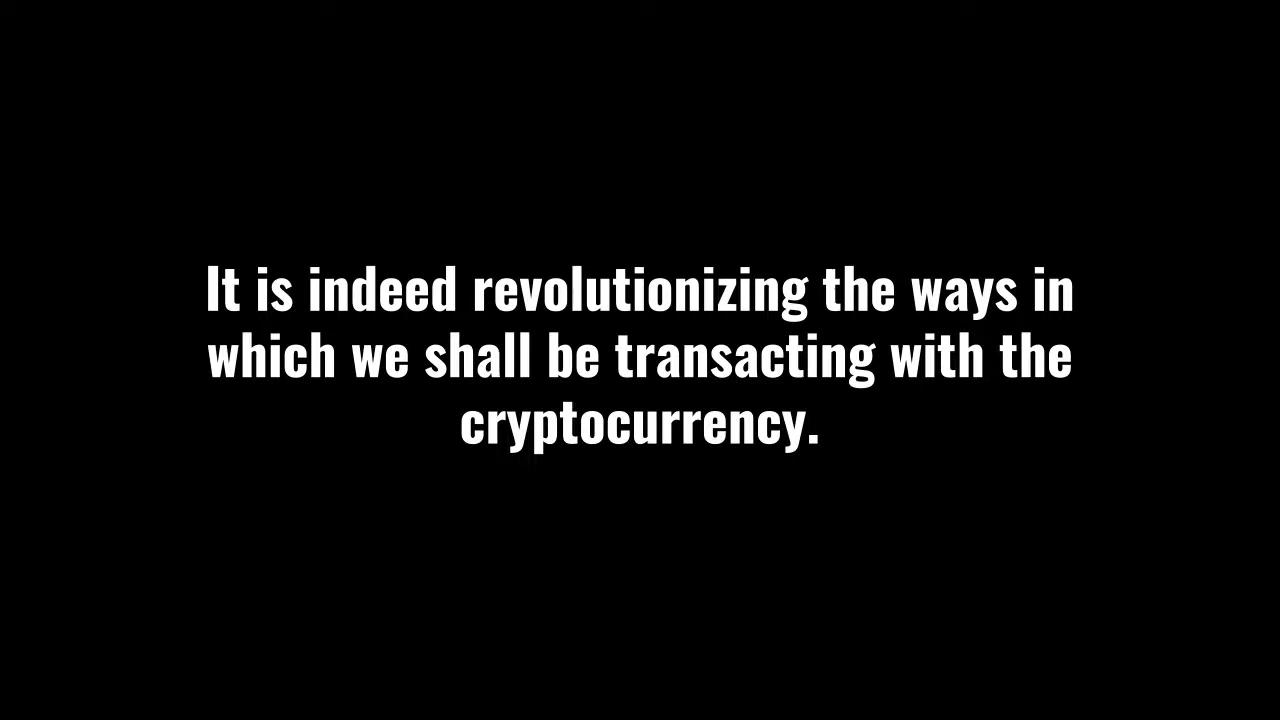 It is indeed revolutionizing the ways in
which we shall be transacting with the
cryptocurrency.